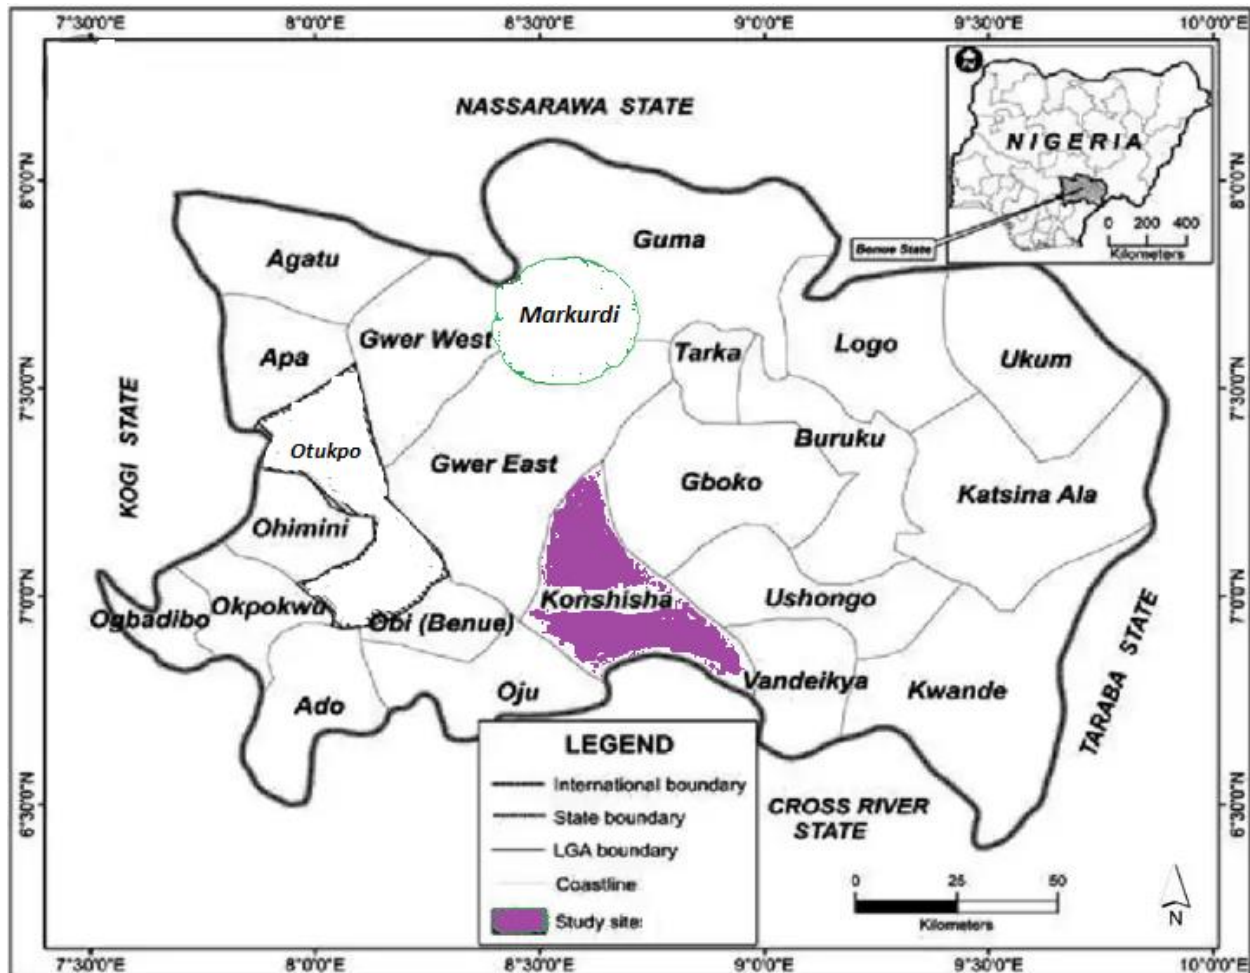 7°30'0"E 8°0'0"E 8°30'0"E 9°0'0"E 9°30'0"E 10°0'0"E
NASSARAWA STATE
NIGERIA
0 200 400
Kilometers
Benue State
8°0'0"N
8°0'0"N
Agatu
Guma
Markurdi
Gwer West
Apa
Tarka
Logo
Ukum
7°30'0"N
7°30'0"N
KOGI STATE
Otukpo
Gwer East
Buruku
Gboko
Katsina Ala
Ohimini
7°0'0"N
7°0'0"N
Ogbadibo
Okpokwu
Obi (Benue)
Konshisha
Ushongo
TARABA STATE
Ado
Oju
Vandeikya
Kwande
6°30'0"N
6°30'0"N
LEGEND
International boundary
State boundary
LGA boundary
Coastline
Study site:
CROSS RIVER
STATE
0 25 50
Kilometers
N
7°30'0"E 8°0'0"E 8°30'0"E 9°0'0"E 9°30'0"E 10°0'0"E